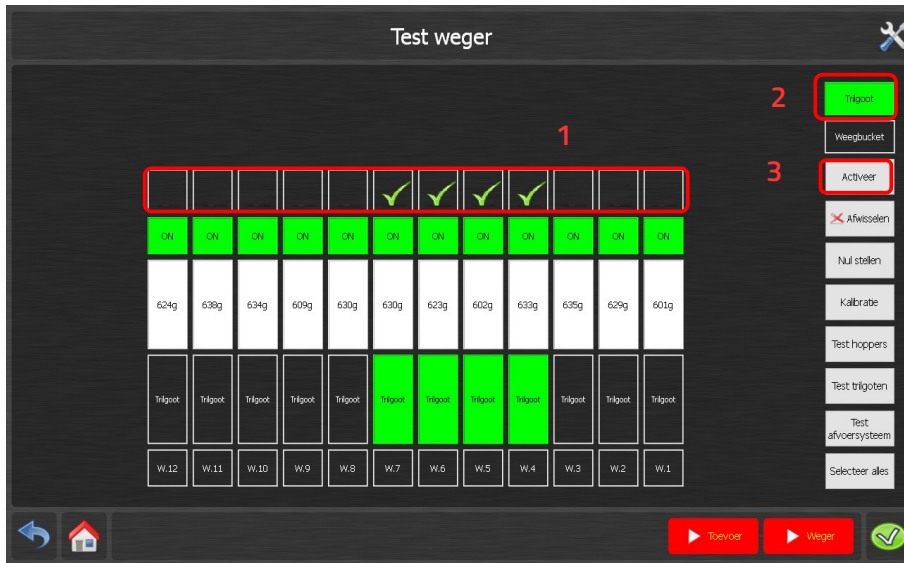 Test weger
2
Trilgoot
Weegbucket
1
3
Activeer
ON ON ON ON ON ON ON ON ON ON ON ON
Afwisselen
Nul stellen
624g 638g 634g 609g 630g 630g 623g 602g 633g 635g 629g 601g
Kalibratie
Test hoppers
Trilgoot Trilgoot Trilgoot Trilgoot Trilgoot Trilgoot Trilgoot Trilgoot Trilgoot Trilgoot Trilgoot Trilgoot
Test trilgoten
Test
afvoersysteem
W.12 W.11 W.10 W.9 W.8 W.7 W.6 W.5 W.4 W.3 W.2 W.1
Selecteer alles
Toevoer
Weger